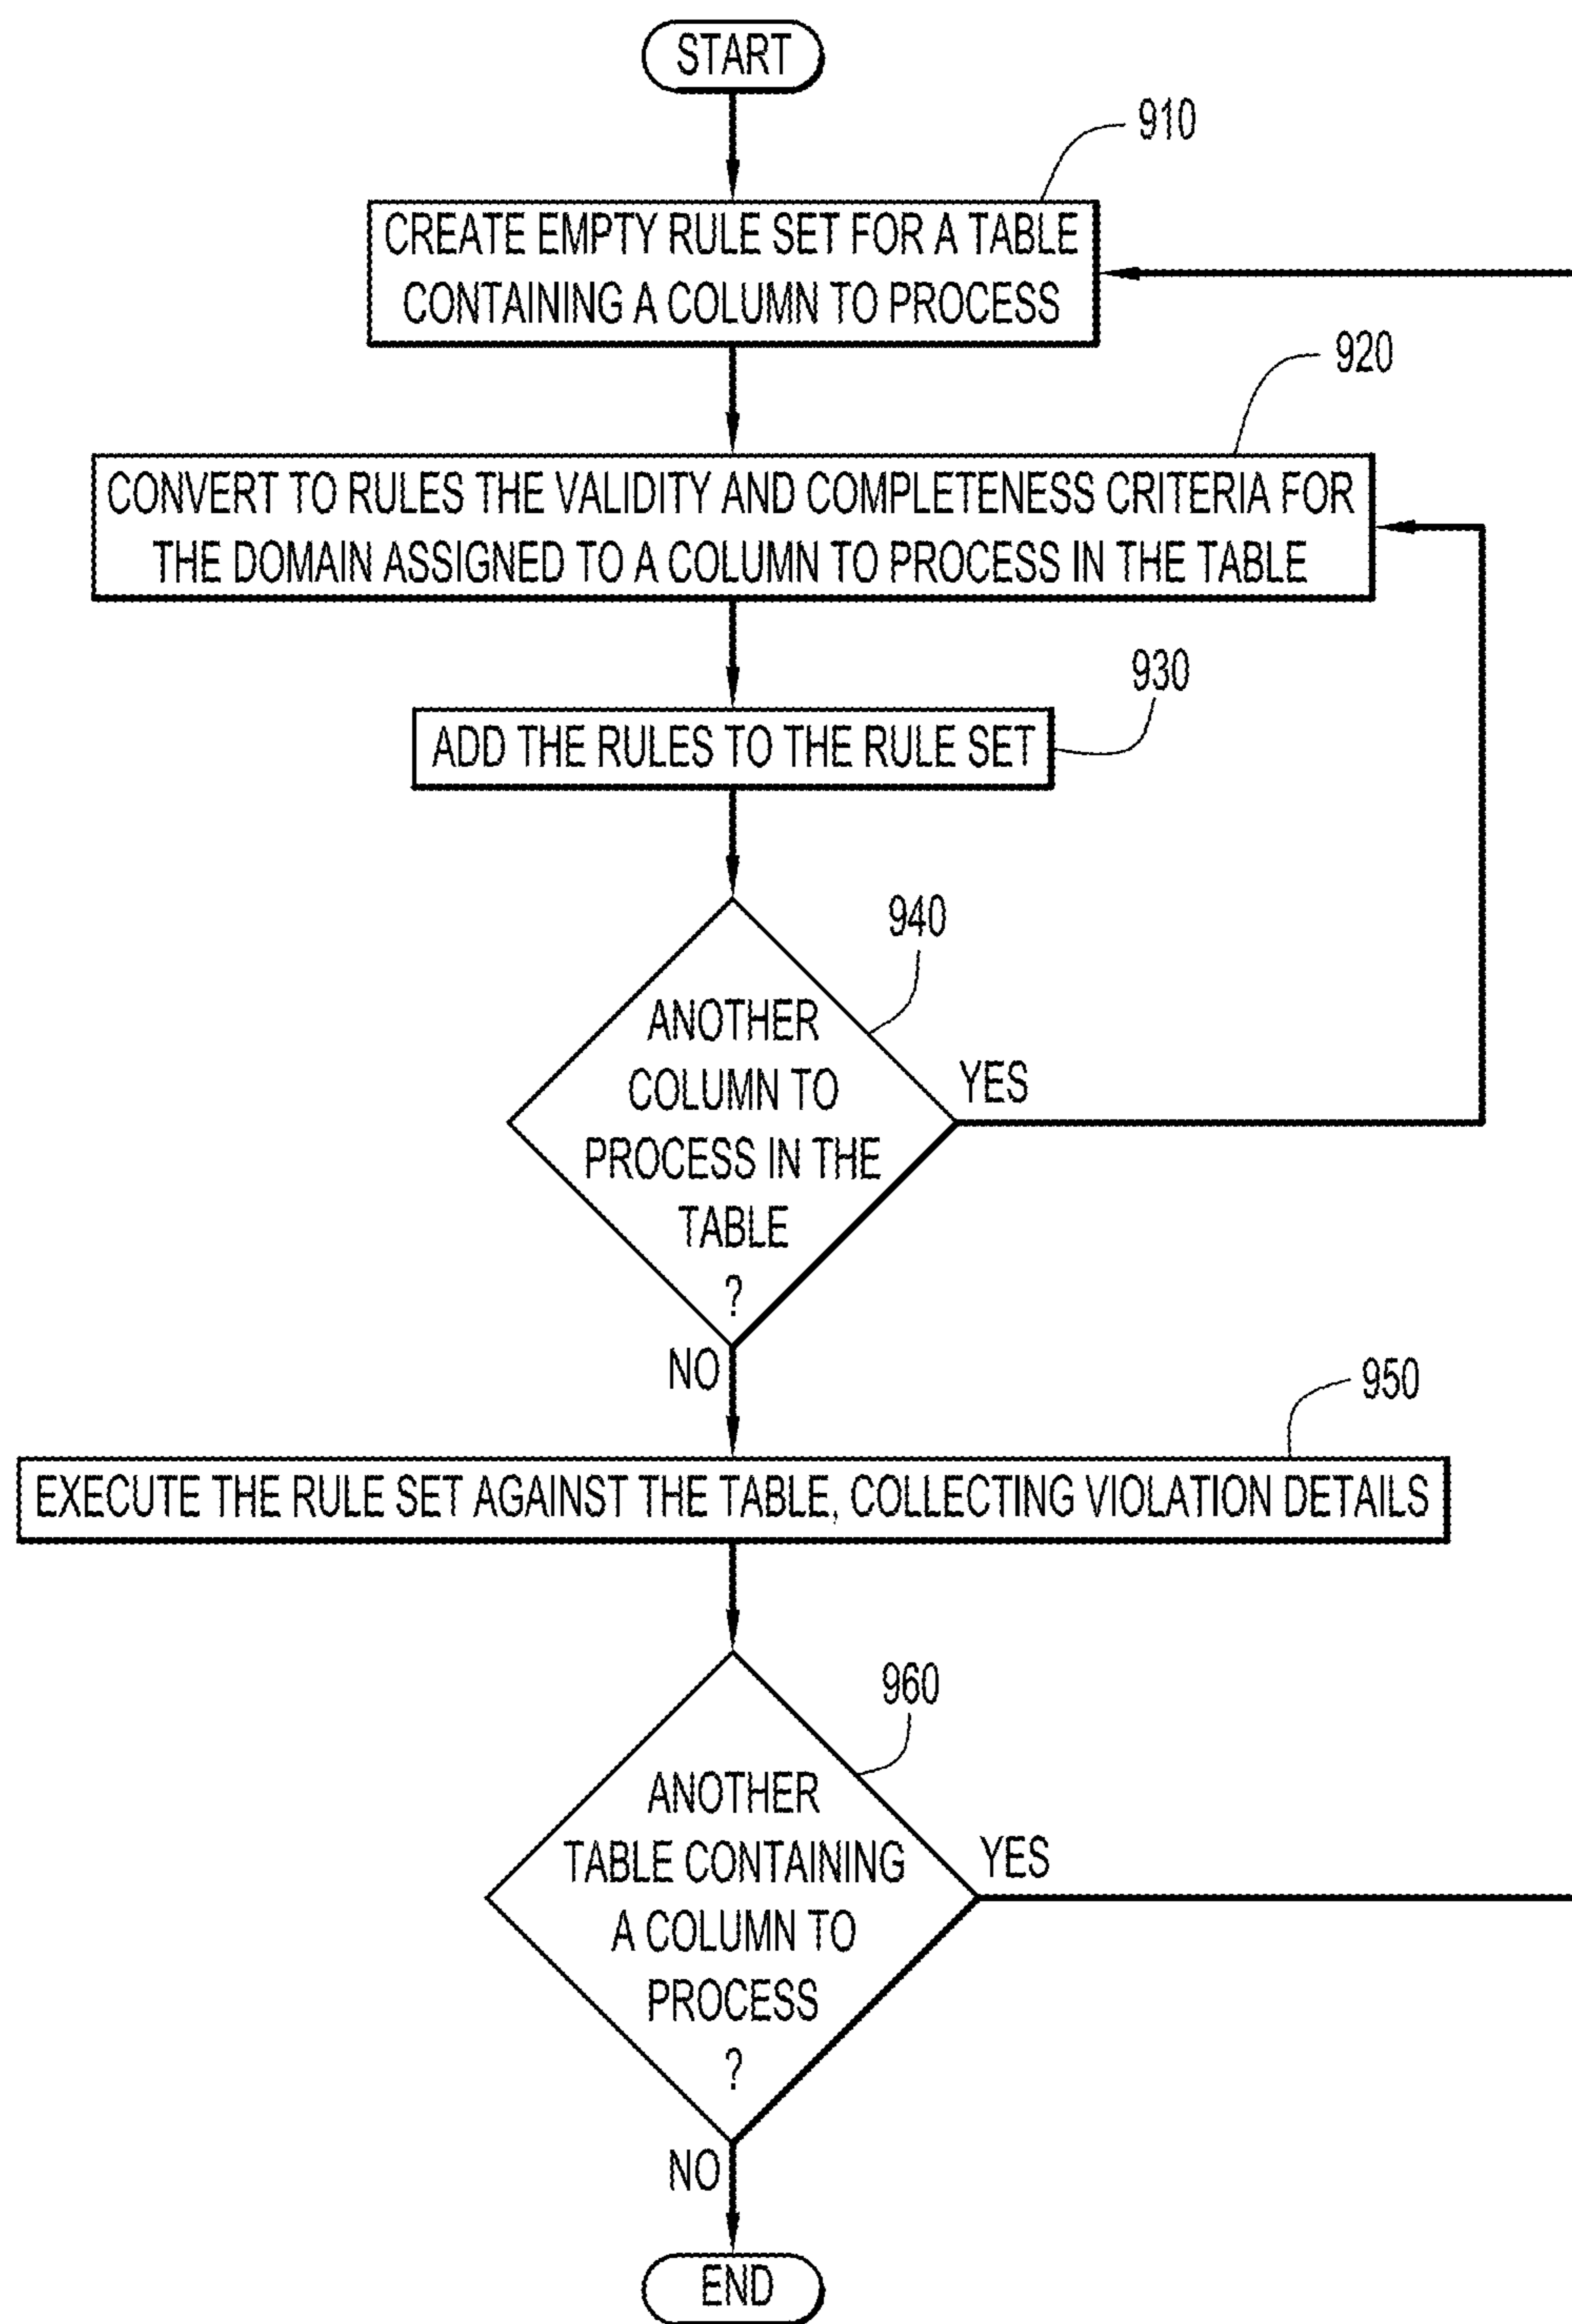 START
910
CREATE EMPTY RULE SET FOR A TABLE
CONTAINING A COLUMN TO PROCESS
920
CONVERT TO RULES THE VALIDITY AND COMPLETENESS CRITERIA FOR
THE DOMAIN ASSIGNED TO A COLUMN TO PROCESS IN THE TABLE
930
ADD THE RULES TO THE RULE SET
940
ANOTHER
COLUMN TO
PROCESS IN THE
TABLE
?
YES
NO
950
EXECUTE THE RULE SET AGAINST THE TABLE, COLLECTING VIOLATION DETAILS
960
ANOTHER
TABLE CONTAINING
A COLUMN TO
PROCESS
?
YES
NO
END